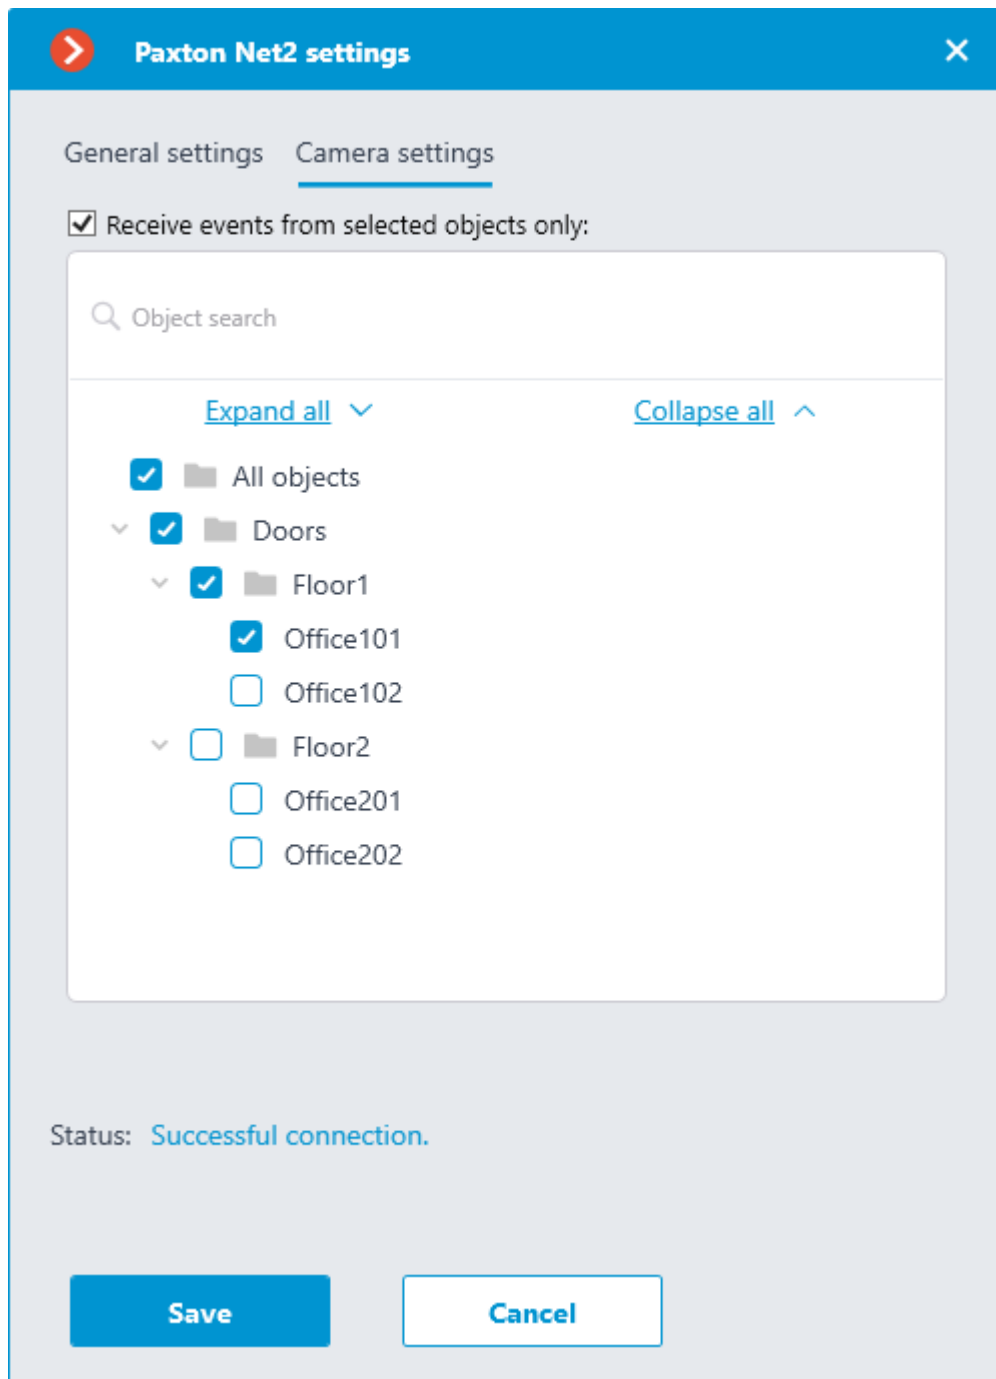 Paxton Net2 settings
General settings Camera settings
Receive events from selected objects only:
Object search
Expand all Collapse all
All objects
Doors
Floor1
Office101
Office102
Floor2
Office201
Office202
Status: Successful connection.
Save Cancel